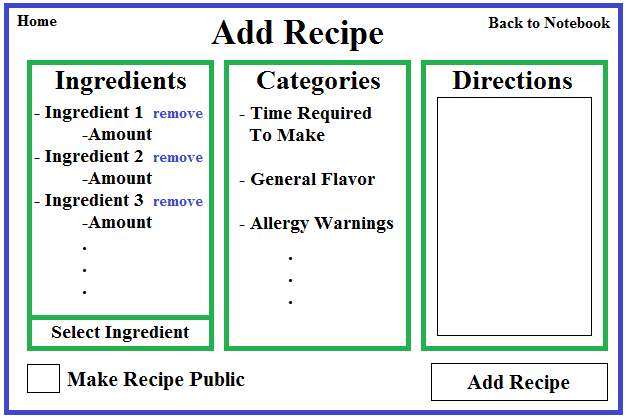 Home
Add Recipe
Back to Notebook
Ingredients
- Ingredient 1 remove
-Amount
- Ingredient 2 remove
-Amount
- Ingredient 3 remove
-Amount
.
.
.
Select Ingredient
Categories
- Time Required
To Make
- General Flavor
- Allergy Warnings
.
.
.
Directions
Make Recipe Public
Add Recipe